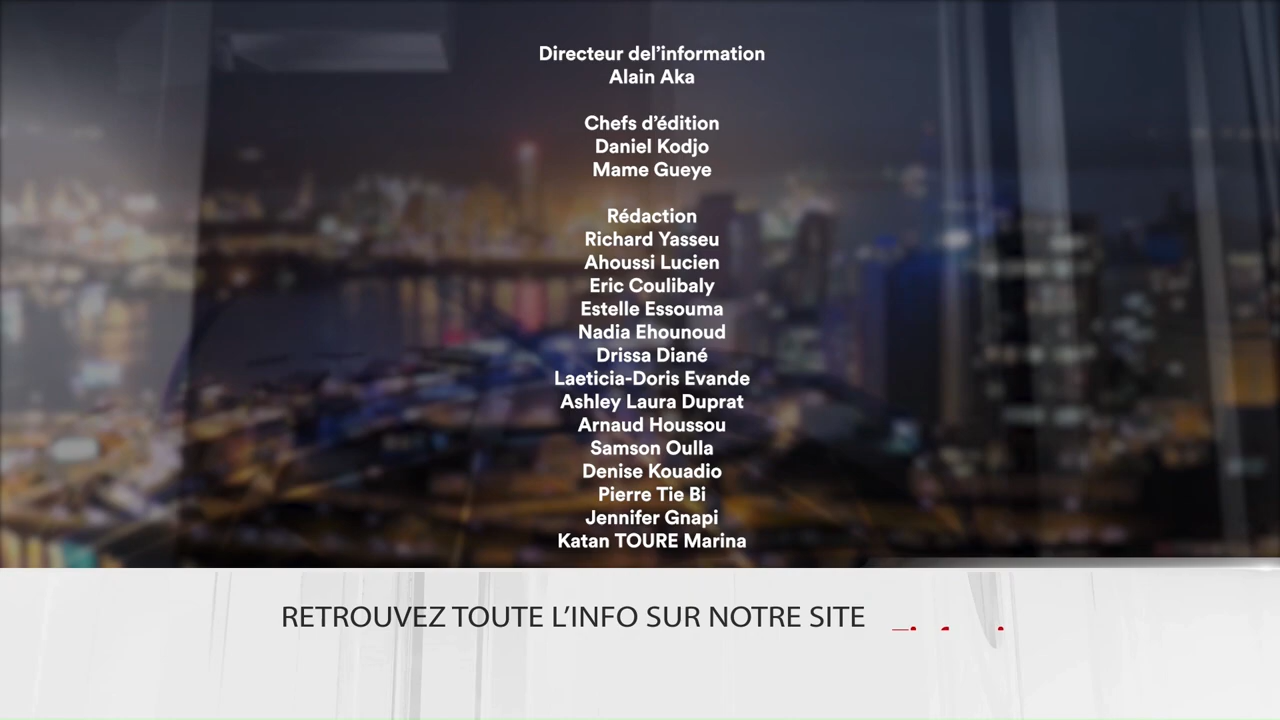 Directeur del’information
Alain Aka
Chefs d’édition
Daniel Kodjo
Mame Gueye
Rédaction
Richard Yasseu
Ahoussi Lucien
Eric Coulibaly
Estelle Essouma
Nadia Ehounoud
Drissa Diané
Laeticia-Doris Evande
Ashley Laura Duprat
Arnaud Houssou
Samson Oulla
Denise Kouadio
Pierre Tie Bi
Jennifer Gnapi
Katan TOURE Marina
RETROUVEZ TOUTE L’INFO SUR NOTRE SITE